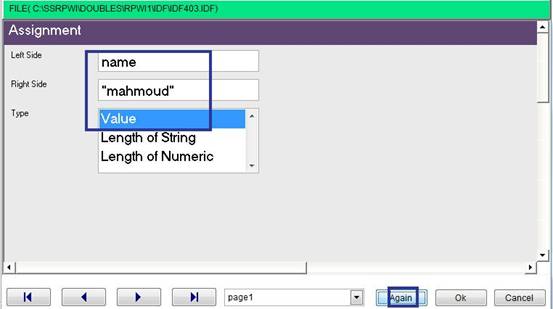 FILE( C:\SSRPWI\DOUBLES\RPWI1\IDF\IDF403.IDF)
Assignment
Left Side
name
Right Side
"mahmoud"
Type
Value
Length of String
Length of Numeric
page1
Again
Ok
Cancel